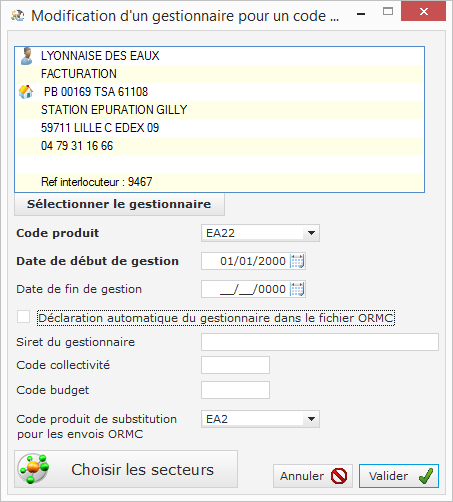 Modification d'un gestionnaire pour un code ...
LYONNAISE DES EAUX
FACTURATION
PB 00169 TSA 61108
STATION EPURATION GILLY
59711 LILLE C EDEX 09
04 79 31 16 66
Ref interlocuteur : 9467
Sélectionner le gestionnaire
Code produit EA22
Date de début de gestion 01/01/2000
Date de fin de gestion __/__/0000
Déclaration automatique du gestionnaire dans le fichier ORMC
Siret du gestionnaire
Code collectivité
Code budget
Code produit de substitution EA2
pour les envois ORMC
Choisir les secteurs
Annuler Valider